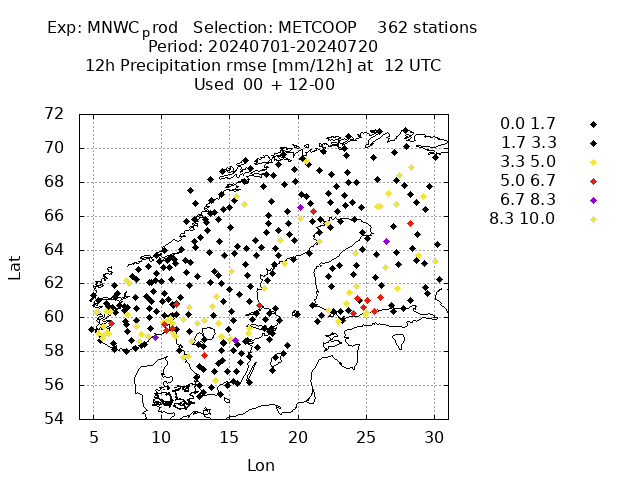 Exp: MNWC_prod   Selection: METCOOP    362 stations
Period: 20240701-20240720
12h Precipitation rmse [mm/12h] at  12 UTC
Used  00 + 12-00
0.0 1.7
1.7 3.3
3.3 5.0
5.0 6.7
6.7 8.3
8.3 10.0
72
70
68
66
64
62
60
58
56
54
Lat
5 10 15 20 25 30
Lon